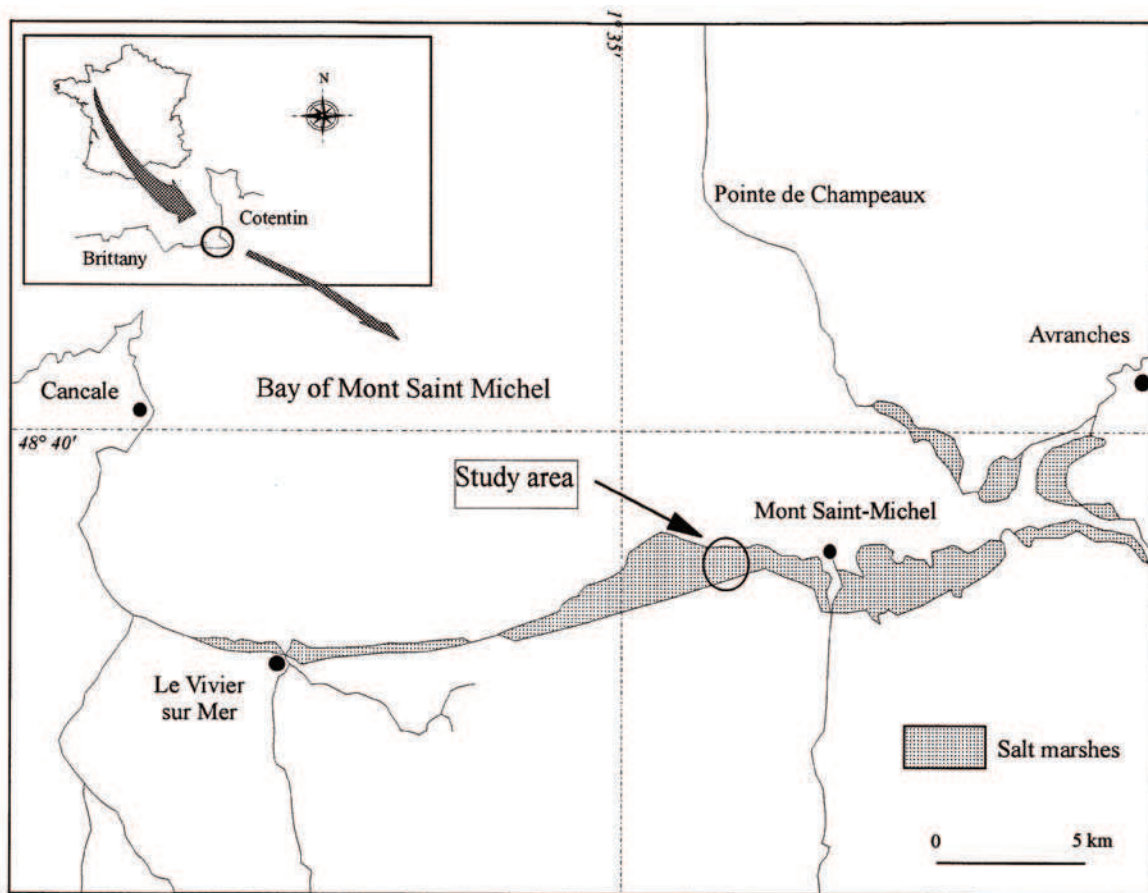 N
Cotentin
Brittany
1° 35'
Pointe de Champeaux
Avranches
Cancale
Bay of Mont Saint Michel
48° 40'
Study area
Mont Saint-Michel
Le Vivier
sur Mer
Salt marshes
0 5 km